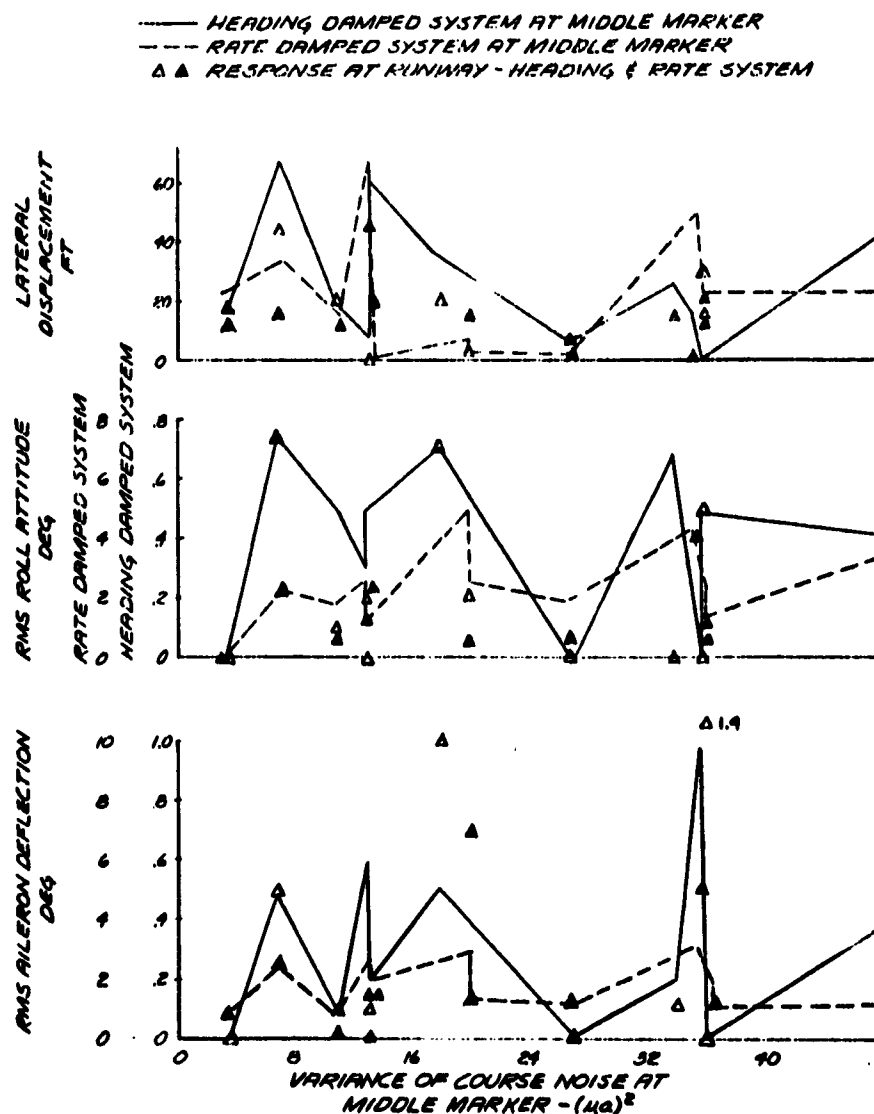 HEADING DAMPED SYSTEM AT MIDDLE MARKER
RATE DAMPED SYSTEM AT MIDDLE MARKER
RESPONSE AT RUNWAY - HEADING & RATE SYSTEM
LATERAL
DISPLACEMENT
FT
60
40
20
0
RMS ROLL ATTITUDE
DEG
RATE DAMPED SYSTEM
HEADING DAMPED SYSTEM
8 .8
6 .6
4 .4
2 .2
0 0
RMS AILERON DEFLECTION
DEG
10 1.0
8 .8
6 .6
4 .4
2 .2
0 0
1.4
0 8 16 24 32 40
VARIANCE OF COURSE NOISE AT
MIDDLE MARKER - (μa)²